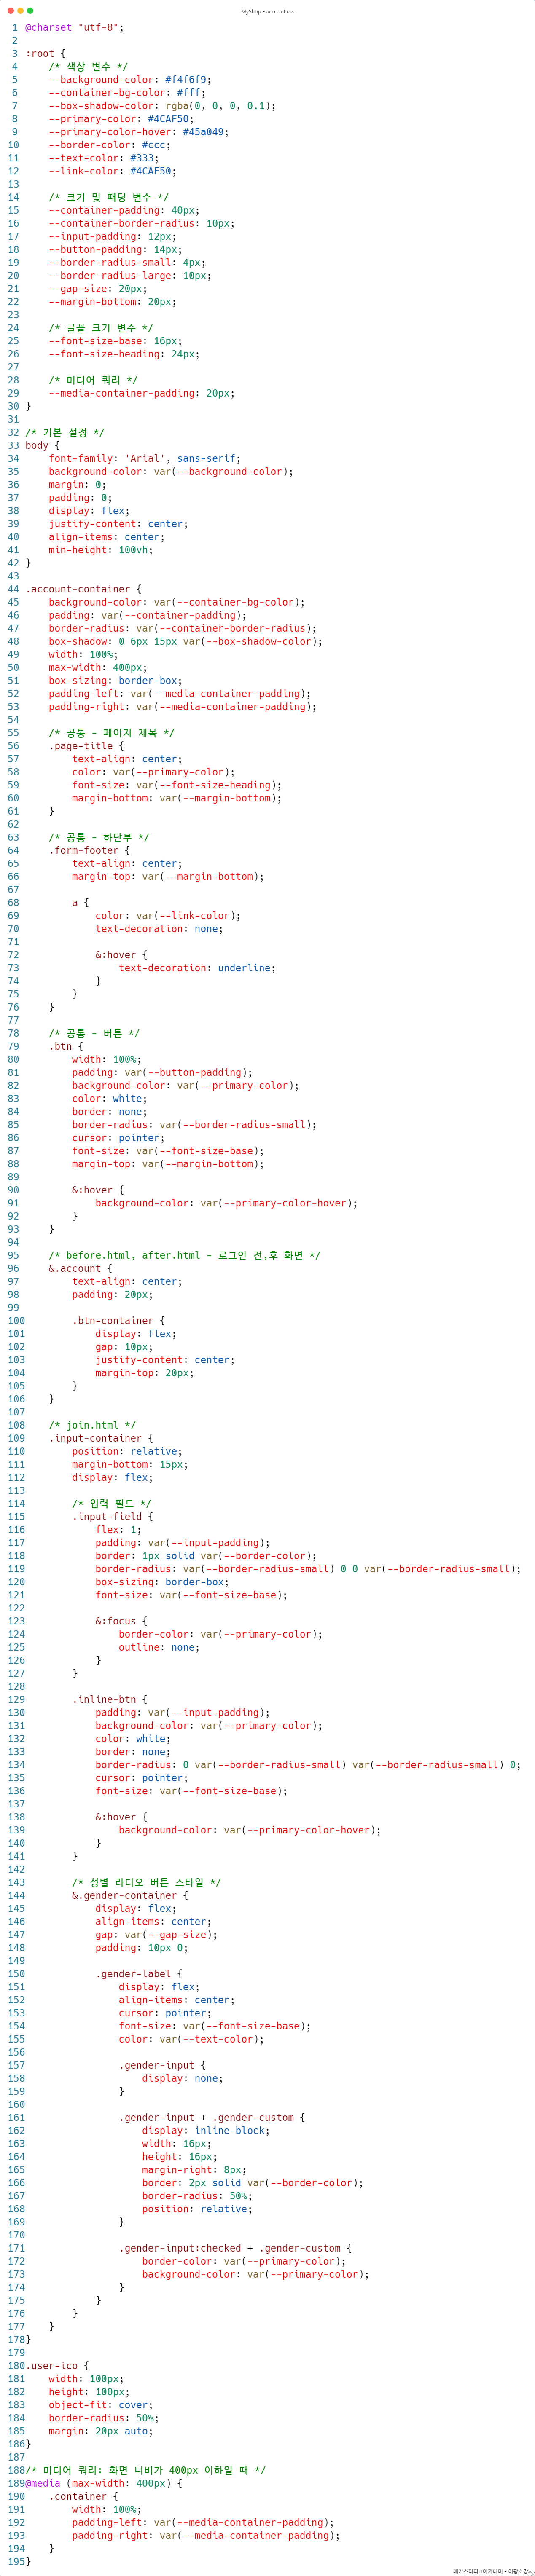 MyShop - account.css
1 @charset "utf-8";
2
3 :root {
4     /* 색상 변수 */
5     --background-color: #f4f6f9;
6     --container-bg-color: #fff;
7     --box-shadow-color: rgba(0, 0, 0, 0.1);
8     --primary-color: #4CAF50;
9     --primary-color-hover: #45a049;
10     --border-color: #ccc;
11     --text-color: #333;
12     --link-color: #4CAF50;
13
14     /* 크기 및 패딩 변수 */
15     --container-padding: 40px;
16     --container-border-radius: 10px;
17     --input-padding: 12px;
18     --button-padding: 14px;
19     --border-radius-small: 4px;
20     --border-radius-large: 10px;
21     --gap-size: 20px;
22     --margin-bottom: 20px;
23
24     /* 글꼴 크기 변수 */
25     --font-size-base: 16px;
26     --font-size-heading: 24px;
27
28     /* 미디어 쿼리 */
29     --media-container-padding: 20px;
30 }
31
32 /* 기본 설정 */
33 body {
34     font-family: 'Arial', sans-serif;
35     background-color: var(--background-color);
36     margin: 0;
37     padding: 0;
38     display: flex;
39     justify-content: center;
40     align-items: center;
41     min-height: 100vh;
42 }
43
44 .account-container {
45     background-color: var(--container-bg-color);
46     padding: var(--container-padding);
47     border-radius: var(--container-border-radius);
48     box-shadow: 0 6px 15px var(--box-shadow-color);
49     width: 100%;
50     max-width: 400px;
51     box-sizing: border-box;
52     padding-left: var(--media-container-padding);
53     padding-right: var(--media-container-padding);
54
55     /* 공통 - 페이지 제목 */
56     .page-title {
57         text-align: center;
58         color: var(--primary-color);
59         font-size: var(--font-size-heading);
60         margin-bottom: var(--margin-bottom);
61     }
62
63     /* 공통 - 하단부 */
64     .form-footer {
65         text-align: center;
66         margin-top: var(--margin-bottom);
67
68         a {
69             color: var(--link-color);
70             text-decoration: none;
71
72             &:hover {
73                 text-decoration: underline;
74             }
75         }
76     }
77
78     /* 공통 - 버튼 */
79     .btn {
80         width: 100%;
81         padding: var(--button-padding);
82         background-color: var(--primary-color);
83         color: white;
84         border: none;
85         border-radius: var(--border-radius-small);
86         cursor: pointer;
87         font-size: var(--font-size-base);
88         margin-top: var(--margin-bottom);
89
90         &:hover {
91             background-color: var(--primary-color-hover);
92         }
93     }
94
95     /* before.html, after.html - 로그인 전,후 화면 */
96     &.account {
97         text-align: center;
98         padding: 20px;
99
100         .btn-container {
101             display: flex;
102             gap: 10px;
103             justify-content: center;
104             margin-top: 20px;
105         }
106     }
107
108     /* join.html */
109     .input-container {
110         position: relative;
111         margin-bottom: 15px;
112         display: flex;
113
114         /* 입력 필드 */
115         .input-field {
116             flex: 1;
117             padding: var(--input-padding);
118             border: 1px solid var(--border-color);
119             border-radius: var(--border-radius-small) 0 0 var(--border-radius-small);
120             box-sizing: border-box;
121             font-size: var(--font-size-base);
122
123             &:focus {
124                 border-color: var(--primary-color);
125                 outline: none;
126             }
127         }
128
129         .inline-btn {
130             padding: var(--input-padding);
131             background-color: var(--primary-color);
132             color: white;
133             border: none;
134             border-radius: 0 var(--border-radius-small) var(--border-radius-small) 0;
135             cursor: pointer;
136             font-size: var(--font-size-base);
137
138             &:hover {
139                 background-color: var(--primary-color-hover);
140             }
141         }
142
143         /* 성별 라디오 버튼 스타일 */
144         &.gender-container {
145             display: flex;
146             align-items: center;
147             gap: var(--gap-size);
148             padding: 10px 0;
149
150             .gender-label {
151                 display: flex;
152                 align-items: center;
153                 cursor: pointer;
154                 font-size: var(--font-size-base);
155                 color: var(--text-color);
156
157                 .gender-input {
158                     display: none;
159                 }
160
161                 .gender-input + .gender-custom {
162                     display: inline-block;
163                     width: 16px;
164                     height: 16px;
165                     margin-right: 8px;
166                     border: 2px solid var(--border-color);
167                     border-radius: 50%;
168                     position: relative;
169                 }
170
171                 .gender-input:checked + .gender-custom {
172                     border-color: var(--primary-color);
173                     background-color: var(--primary-color);
174                 }
175             }
176         }
177     }
178 }
179
180 .user-ico {
181     width: 100px;
182     height: 100px;
183     object-fit: cover;
184     border-radius: 50%;
185     margin: 20px auto;
186 }
187
188 /* 미디어 쿼리: 화면 너비가 400px 이하일 때 */
189 @media (max-width: 400px) {
190     .container {
191         width: 100%;
192         padding-left: var(--media-container-padding);
193         padding-right: var(--media-container-padding);
194     }
195 }
메가스터디IT아카데미 - 이광호강사